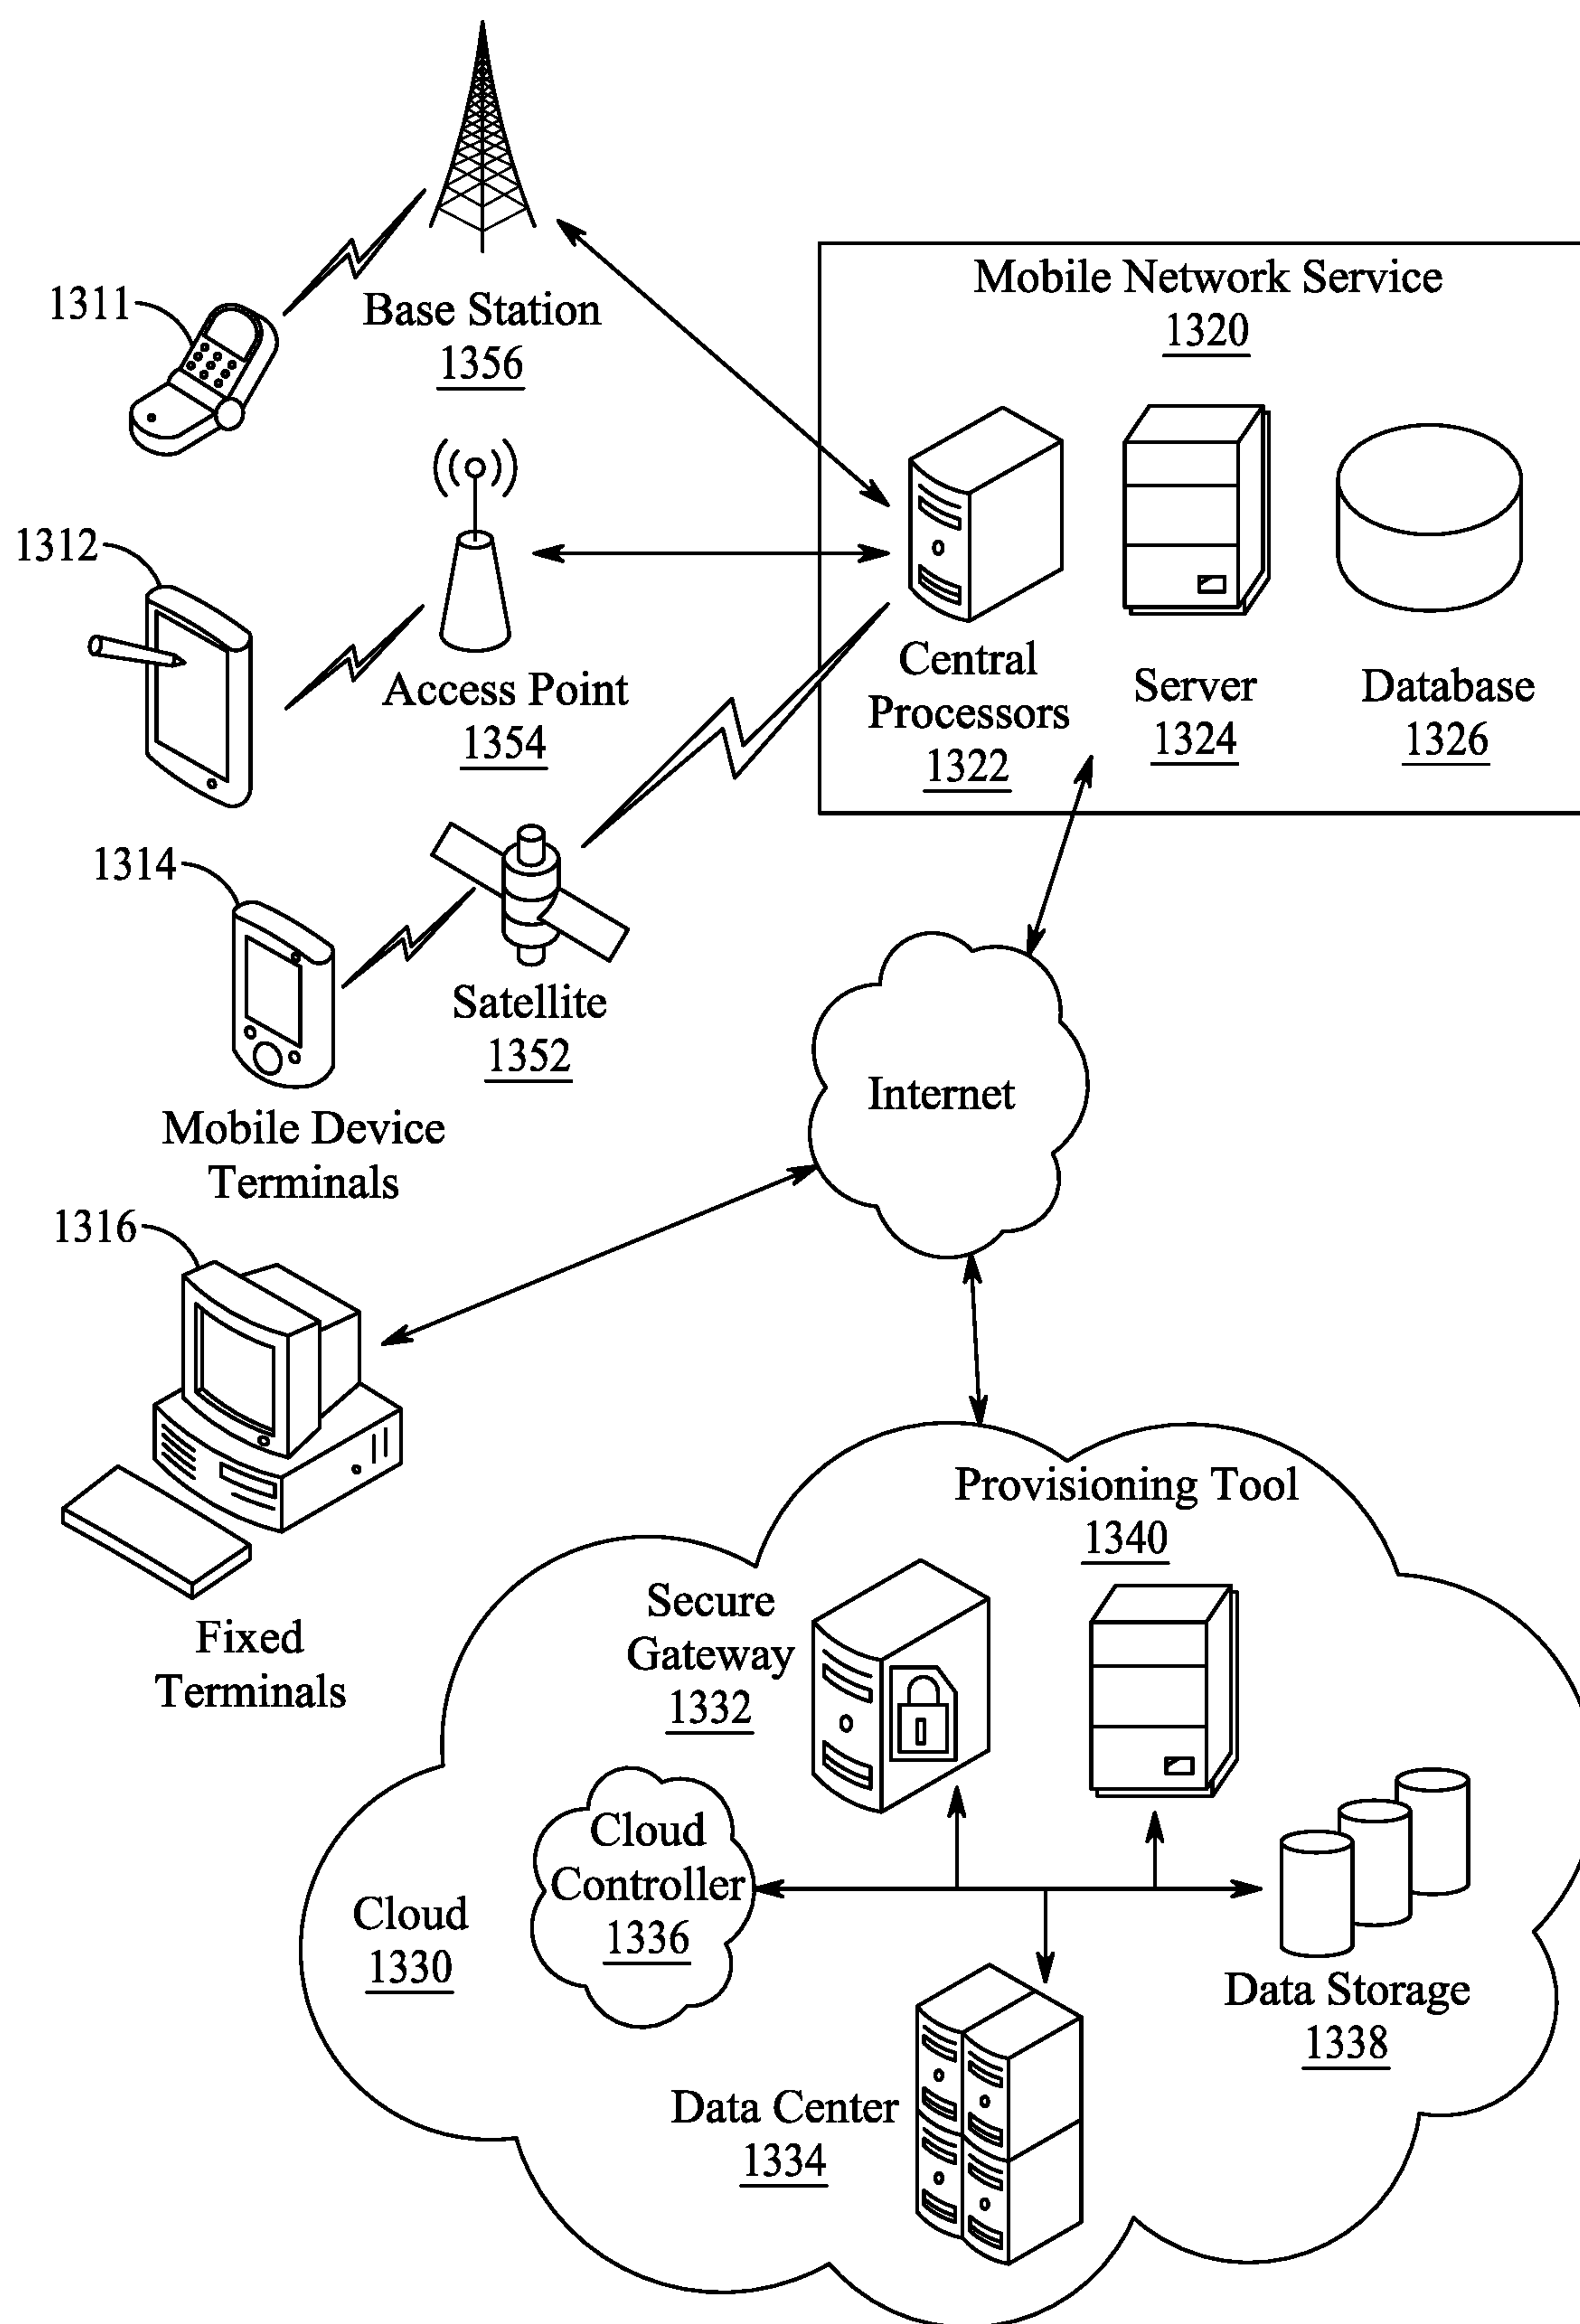 1311
Base Station
1356
Mobile Network Service
1320
1312
Access Point
1354
Central
Processors
1322
Server
1324
Database
1326
1314
Satellite
1352
Mobile Device
Terminals
Internet
1316
Fixed
Terminals
Provisioning Tool
1340
Secure
Gateway
1332
Cloud
Controller
1336
Cloud
1330
Data Storage
1338
Data Center
1334